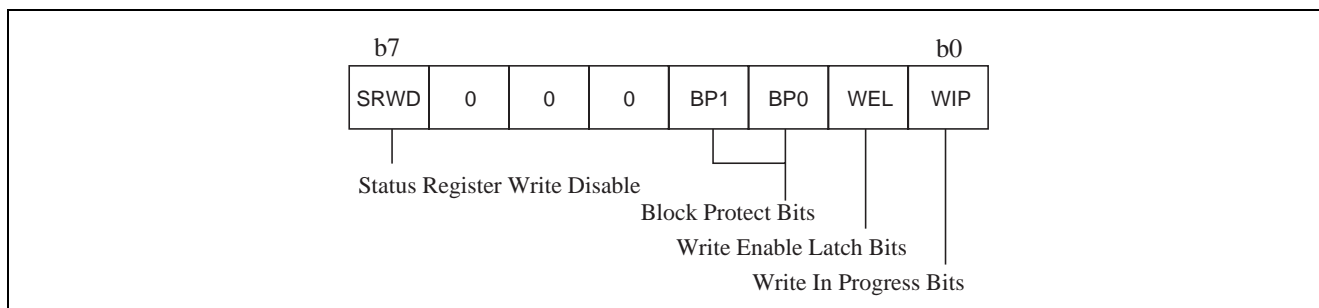 b7 b0
SRWD 0 0 0 BP1 BP0 WEL WIP
Status Register Write Disable
Block Protect Bits
Write Enable Latch Bits
Write In Progress Bits